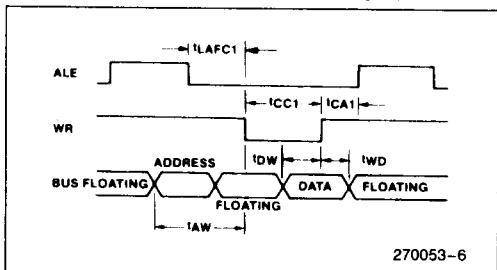 tLAFC1
ALE
tCC1
tCA1
WR
ADDRESS
tDW
tWD
BUS FLOATING
DATA
FLOATING
FLOATING
tAW
270053-6